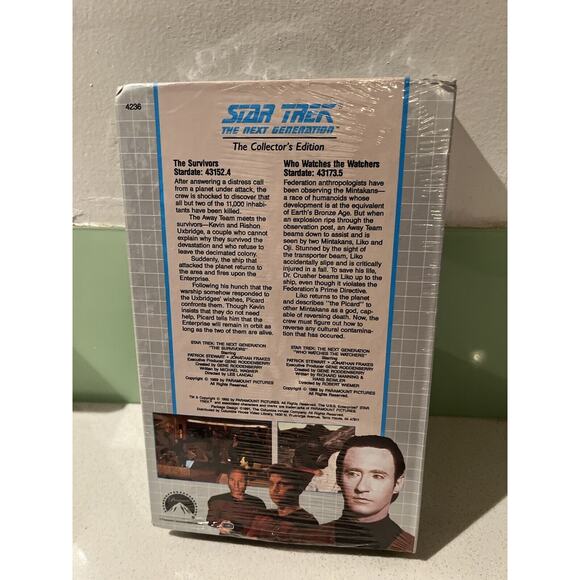 4236
STAR TREK
THE NEXT GENERATION
The Collector's Edition
The Survivors
Stardate: 43152.4
After answering a distress call
from a planet under attack, the
crew is shocked to discover that
all but two of the 11,000 inhabi-
tants have been killed.
The Away Team meets the
survivors—Kevin and Rishon
Uxbridge, a couple who cannot
explain why they survived the
devastation and who refuse to
leave the decimated colony.
Suddenly, the ship that
attacked the planet returns to
the area and fires upon the
Enterprise.
Following his hunch that the
warship somehow responded to
the Uxbridges' wishes, Picard
confronts them. Though Kevin
insists that they do not need
help, Picard tells him that the
Enterprise will remain in orbit as
long as the two of them are alive.
STAR TREK: THE NEXT GENERATION
"THE SURVIVORS"
Starring
PATRICK STEWART • JONATHAN FRAKES
Executive Producer GENE RODDENBERRY
Created by GENE RODDENBERRY
Written by MICHAEL WAGNER
Directed by LES LANDAU
Copyright © 1989 by PARAMOUNT PICTURES
All Rights Reserved.
Who Watches the Watchers
Stardate: 43173.5
Federation anthropologists have
been observing the Mintakans—
a race of humanoids whose
development is at the equivalent
of Earth's Bronze Age. But when
an explosion rips through the
observation post, an Away Team
beams down to assist and is
seen by two Mintakans, Liko and
Oji. Stunned by the sight of
the transporter beam, Liko
accidentally slips and is critically
injured in a fall. To save his life,
Dr. Crusher beams Liko up to the
ship, even though it violates the
Federation's Prime Directive.
Liko returns to the planet
and describes "the Picard" to
other Mintakans as a god, cap-
able of reversing death. Now, the
crew must figure out how to
reverse any cultural contamina-
tion that has occurred.
STAR TREK: THE NEXT GENERATION
"WHO WATCHES THE WATCHERS"
Starring
PATRICK STEWART • JONATHAN FRAKES
Executive Producer GENE RODDENBERRY
Created by GENE RODDENBERRY
Written by RICHARD MANNING &
HANS BEIMLER
Directed by ROBERT WIEMER
Copyright © 1989 by PARAMOUNT PICTURES
All Rights Reserved.
Package Design ©1991, The Columbia House Company. All Rights Reserved.
Paramount